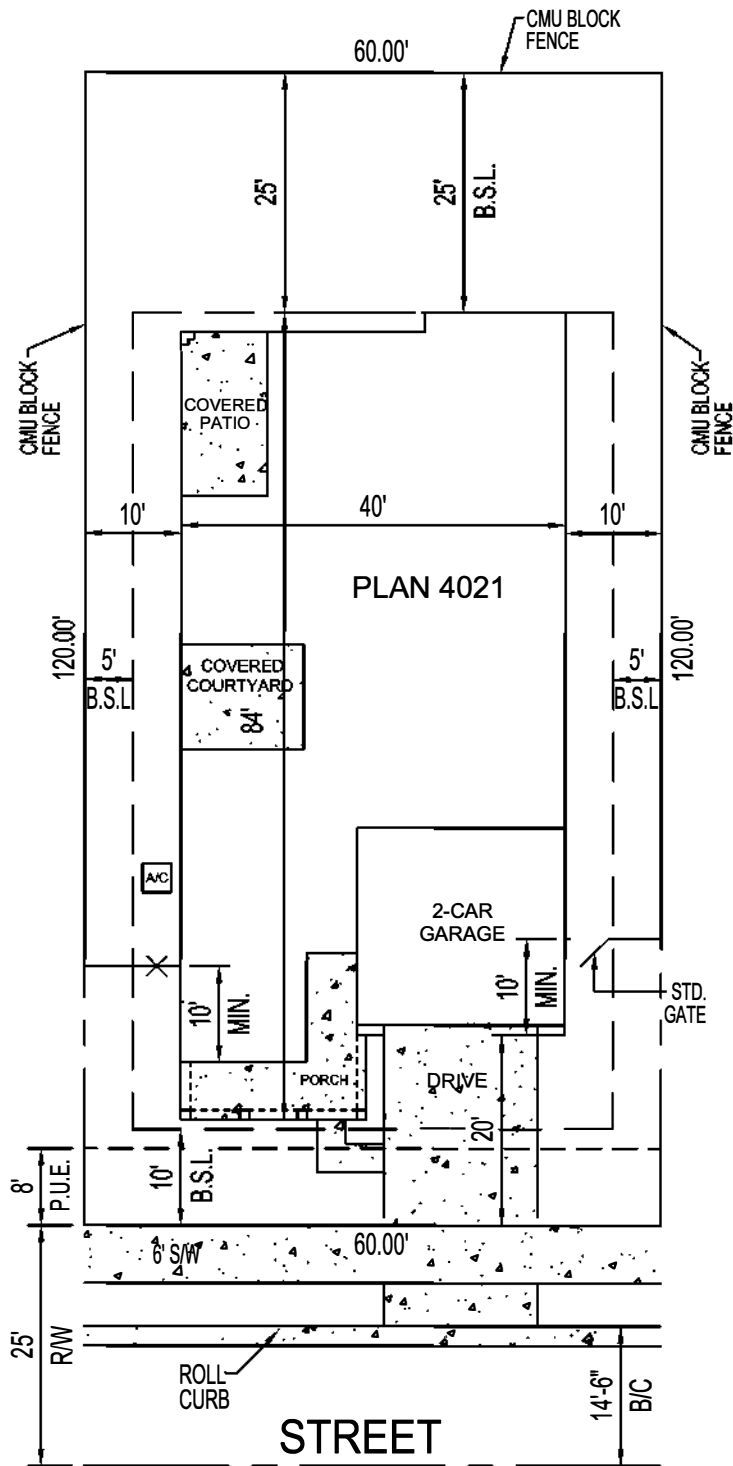 CMU BLOCK
FENCE
60.00'
25'
25'
B.S.L.
CMU BLOCK
FENCE
CMU BLOCK
FENCE
COVERED
PATIO
10'
40'
10'
PLAN 4021
120.00'
5'
B.S.L
COVERED
COURTYARD
84'
5'
B.S.L
120.00'
A/C
2-CAR
GARAGE
10'
MIN.
10'
MIN.
STD.
GATE
PORCH
DRIVE
20'
8'
P.U.E.
10'
B.S.L.
6' S/W
60.00'
25'
R/W
ROLL
CURB
14'-6"
B/C
STREET